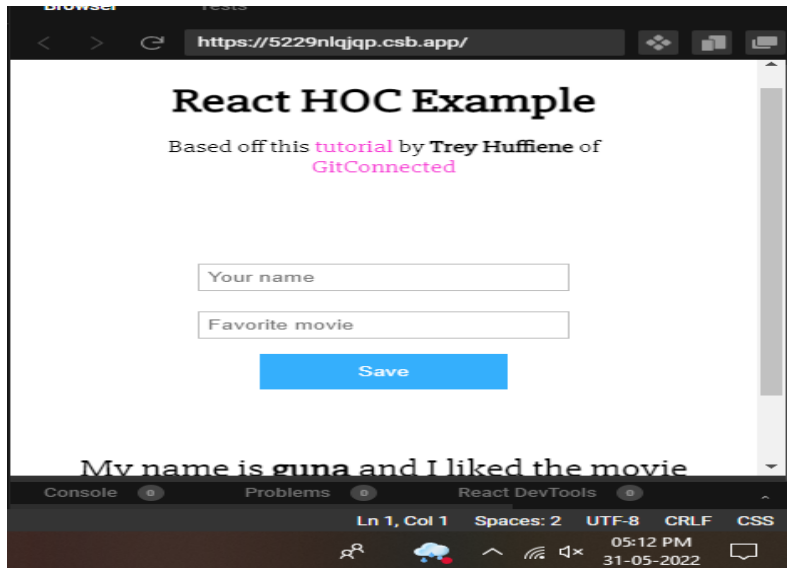 Browser Tests
https://5229nlqjqp.csb.app/
React HOC Example
Based off this tutorial by Trey Huffiene of
GitConnected
Your name
Favorite movie
Save
My name is guna and I liked the movie
Console 0 Problems 0 React DevTools 0
Ln 1, Col 1 Spaces: 2 UTF-8 CRLF CSS
05:12 PM
31-05-2022